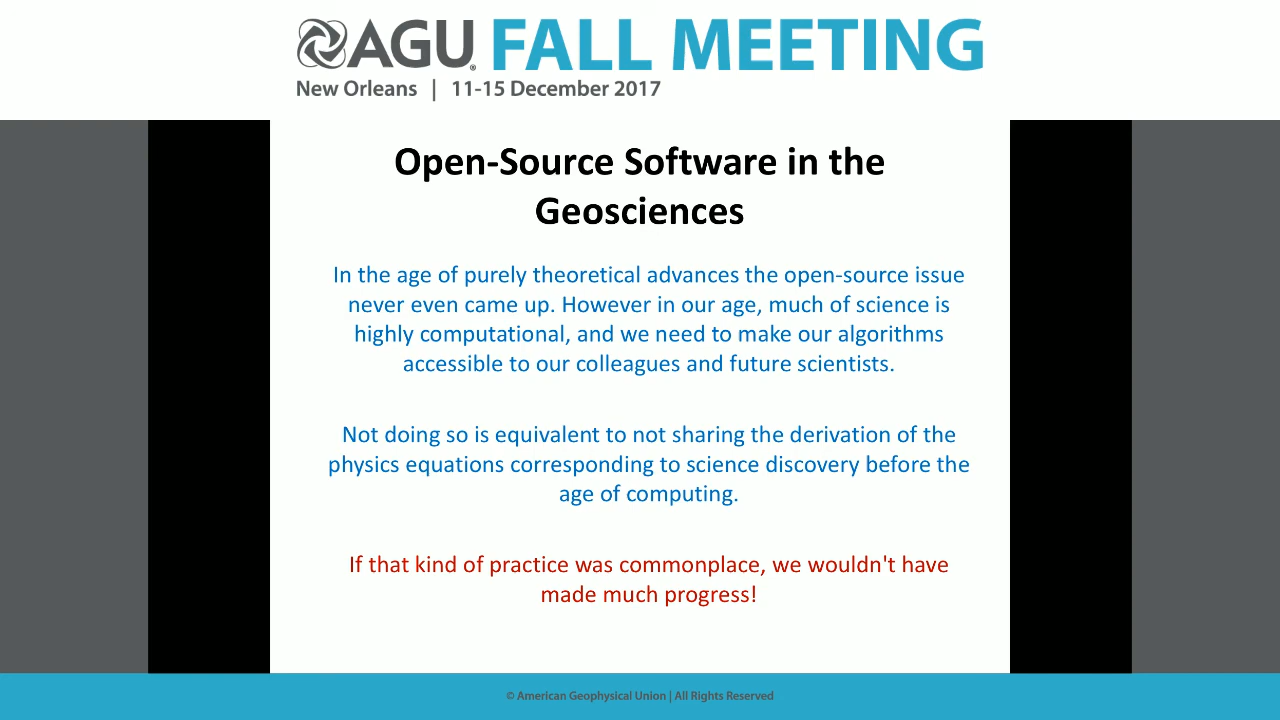 AGU FALL MEETING
New Orleans | 11-15 December 2017
Open-Source Software in the
Geosciences
In the age of purely theoretical advances the open-source issue
never even came up. However in our age, much of science is
highly computational, and we need to make our algorithms
accessible to our colleagues and future scientists.
Not doing so is equivalent to not sharing the derivation of the
physics equations corresponding to science discovery before the
age of computing.
If that kind of practice was commonplace, we wouldn't have
made much progress!
© American Geophysical Union | All Rights Reserved